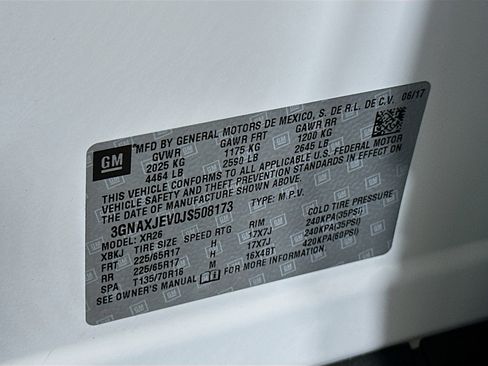 GM
MFD BY GENERAL MOTORS DE MEXICO, S. DE R.L. DE C.V. 06/17
GVWR GAWR FRT GAWR RR
2025 KG 1175 KG 1200 KG
4464 LB 2590 LB 2645 LB
THIS VEHICLE CONFORMS TO ALL APPLICABLE U.S. FEDERAL MOTOR
VEHICLE SAFETY AND THEFT PREVENTION STANDARDS IN EFFECT ON
THE DATE OF MANUFACTURE SHOWN ABOVE.
3GNAXJEV0JS508173 TYPE: M.P.V.
MODEL: XR26
XBKJ TIRE SIZE SPEED RTG RIM COLD TIRE PRESSURE
FRT 225/65R17 H 17X7J 240KPA(35PSI)
RR 225/65R17 H 17X7J 240KPA(35PSI)
SPA T135/70R16 M 16X4BT 420KPA(60PSI)
SEE OWNER'S MANUAL FOR MORE INFORMATION